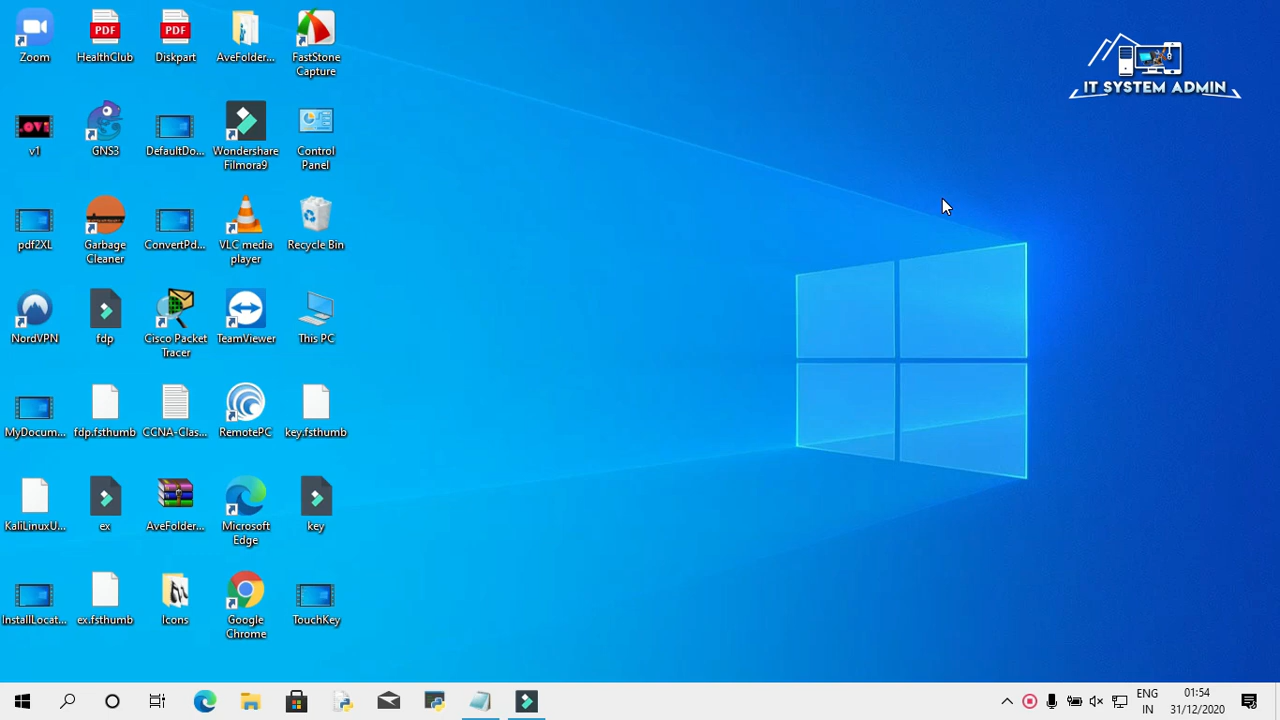 IT SYSTEM ADMIN
Zoom
HealthClub
Diskpart
AveFolder...
FastStone
Capture
v1
GNS3
DefaultDo...
Wondershare
Filmora9
Control
Panel
pdf2XL
Garbage
Cleaner
ConvertPd...
VLC media
player
Recycle Bin
NordVPN
fdp
Cisco Packet
Tracer
TeamViewer
This PC
MyDocum...
fdp.fsthumb
CCNA-Clas...
RemotePC
key.fsthumb
KaliLinuxU...
ex
AveFolder...
Microsoft
Edge
key
InstallLocat...
ex.fsthumb
Icons
Google
Chrome
TouchKey
PDF
PDF
ENG
IN
01:54
31/12/2020